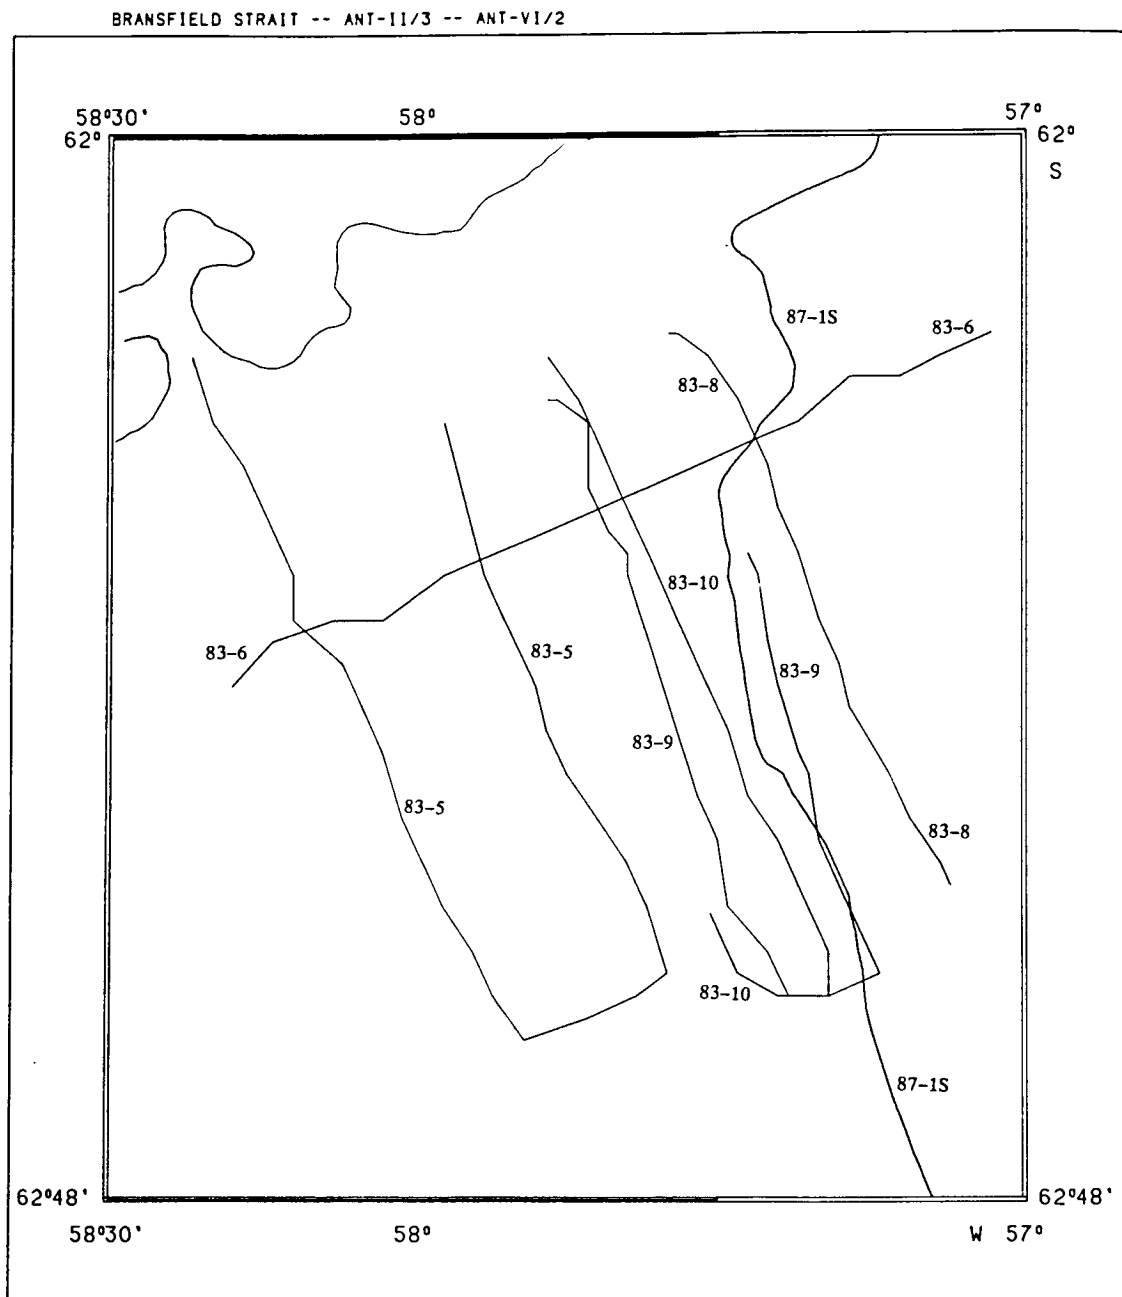 BRANSFIELD STRAIT -- ANT-II/3 -- ANT-VI/2
58°30' 58° 57°
62° 62°
S
87-1S
83-6
83-8
83-10
83-6
83-5
83-9
83-9
83-5
83-8
83-10
87-1S
62°48' 62°48'
58°30' 58° W 57°